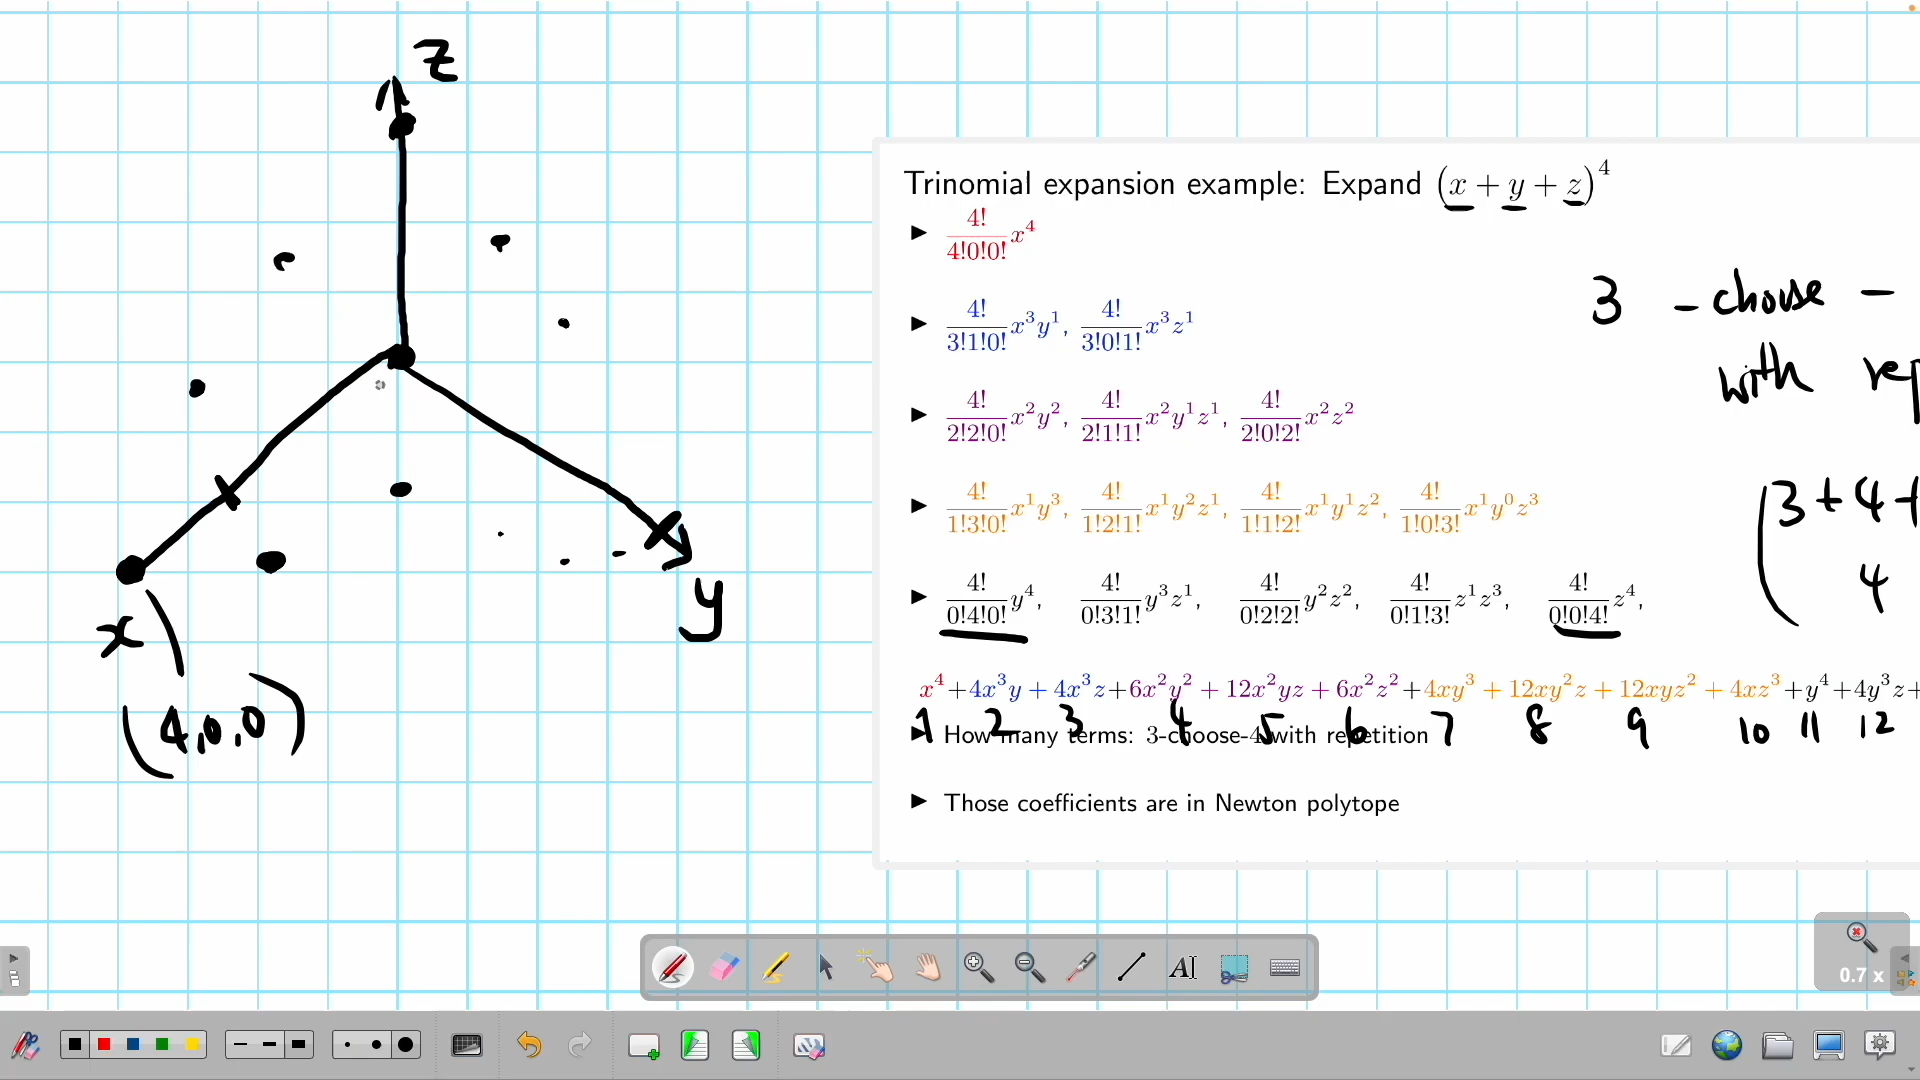 z
x
y
(4,0,0)
Trinomial expansion example: Expand (x + y + z)^4
▶ 4!/4!0!0! x^4
▶ 4!/3!1!0! x^3y^1, 4!/3!0!1! x^3z^1
▶ 4!/2!2!0! x^2y^2, 4!/2!1!1! x^2y^1z^1, 4!/2!0!2! x^2z^2
▶ 4!/1!3!0! x^1y^3, 4!/1!2!1! x^1y^2z^1, 4!/1!1!2! x^1y^1z^2, 4!/1!0!3! x^1y^0z^3
▶ 4!/0!4!0! y^4, 4!/0!3!1! y^3z^1, 4!/0!2!2! y^2z^2, 4!/0!1!3! z^1z^3, 4!/0!0!4! z^4,
x^4+4x^3y + 4x^3z+6x^2y^2 + 12x^2yz + 6x^2z^2+4xy^3 + 12xy^2z + 12xyz^2 + 4xz^3+y^4+4y^3z+
1 2 3 4 5 6 7 8 9 10 11 12
▶ How many terms: 3-choose-4 with repetition
▶ Those coefficients are in Newton polytope
3 - choose -
with
(3 + 4 +
4
0.7 x